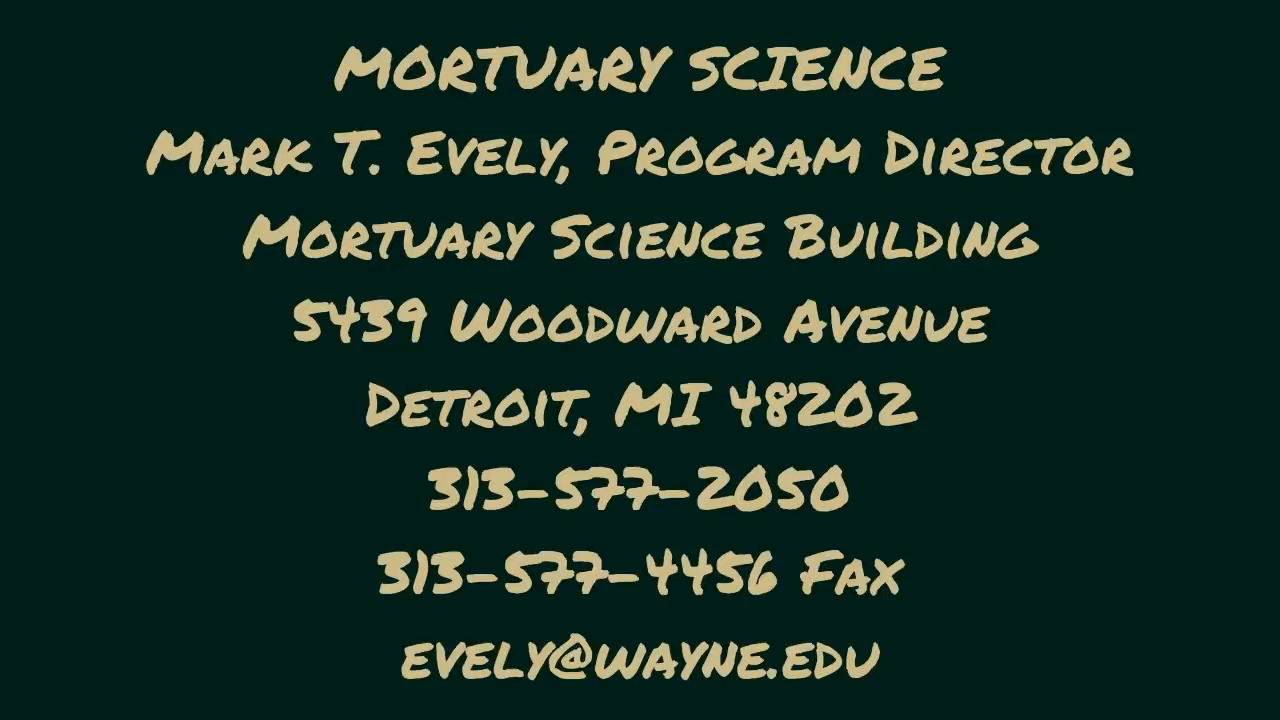 MORTUARY SCIENCE
Mark T. Evely, Program Director
Mortuary Science Building
5439 Woodward Avenue
Detroit, MI 48202
313-577-2050
313-577-4456 Fax
evely@wayne.edu